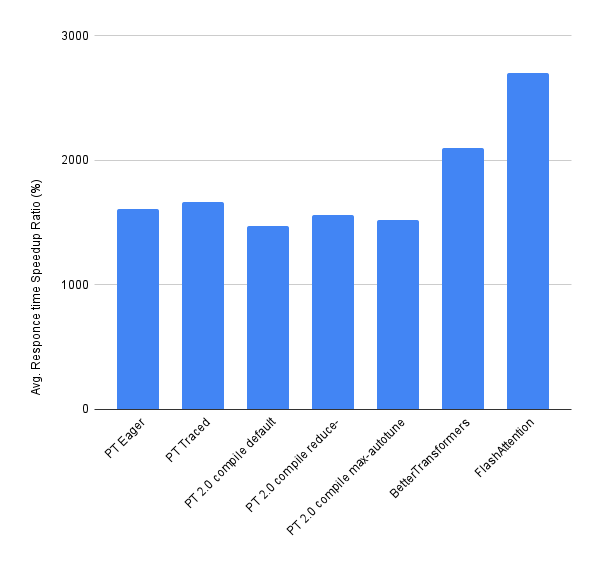 3000
2000
1000
0
Avg. Responce time Speedup Ratio (%)
PT Eager
PT Traced
PT 2.0 compile default
PT 2.0 compile reduce-
PT 2.0 compile max-autotune
BetterTransformers
FlashAttention